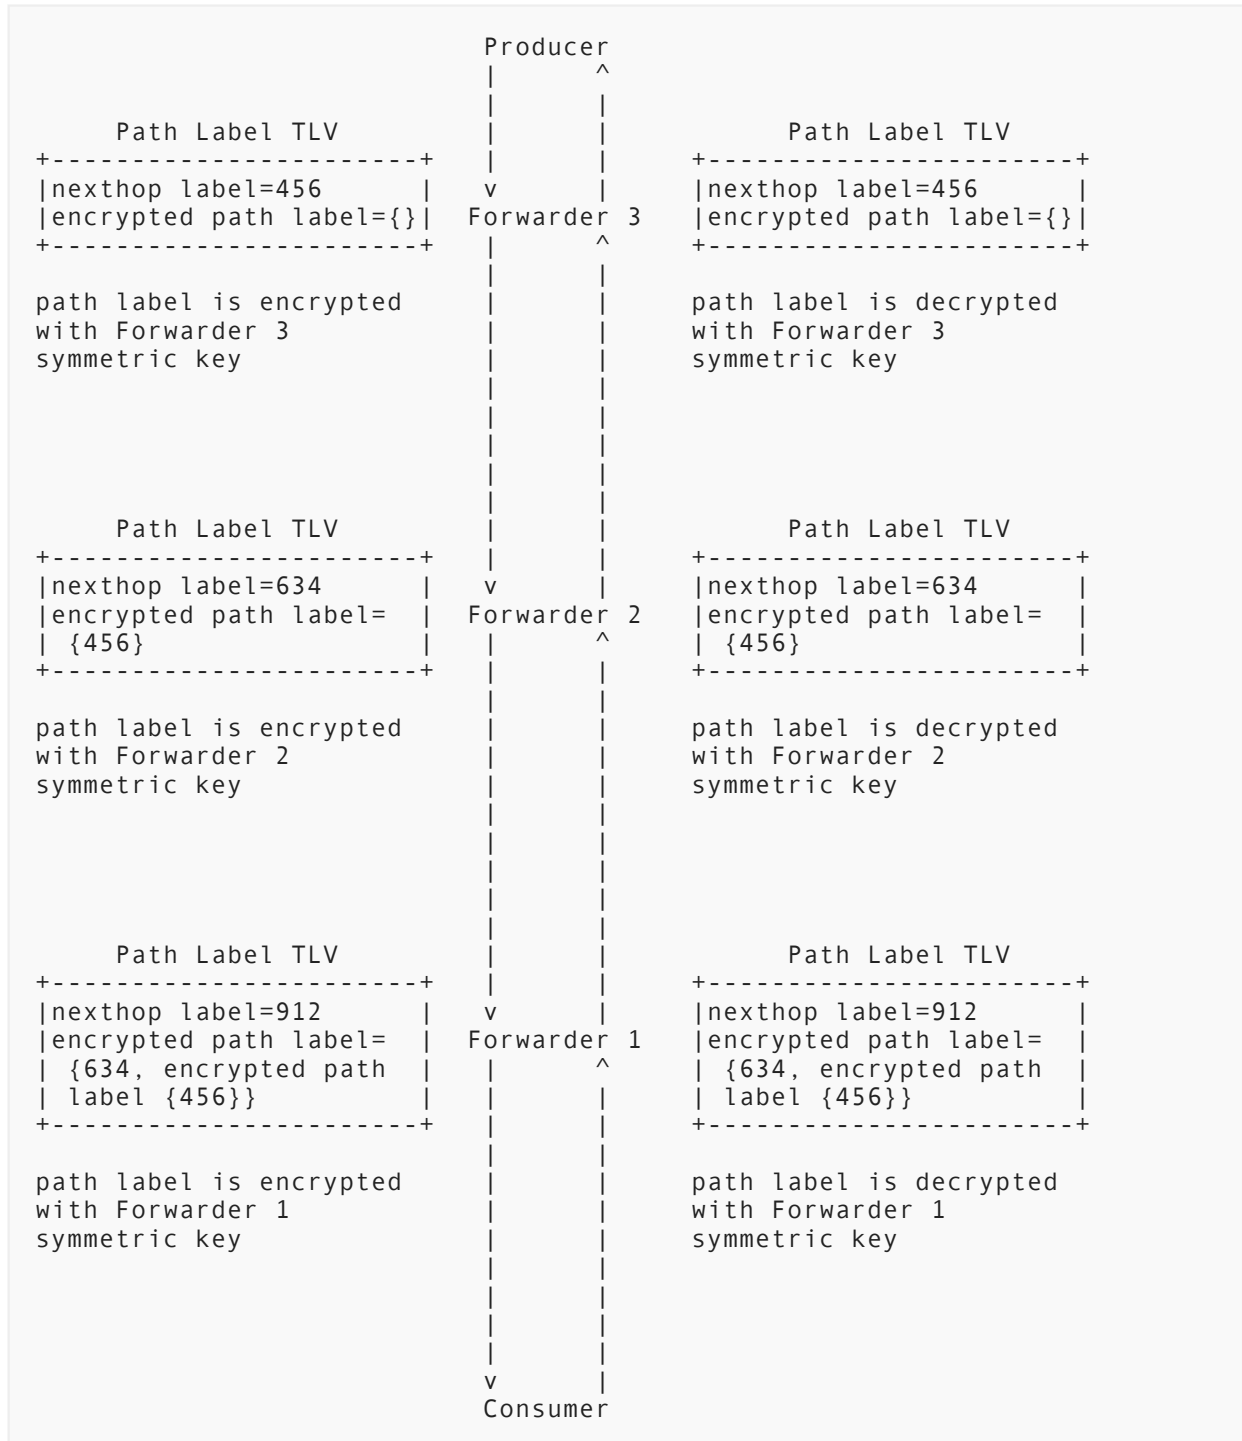 Producer
                            |      ^
                            |      |
     Path Label TLV         |      |           Path Label TLV
+-----------------------+   |      |     +-----------------------+
|nexthop label=456      |   v      |     |nexthop label=456      |
|encrypted path label={}|  Forwarder 3   |encrypted path label={}|
+-----------------------+   |      ^     +-----------------------+
                            |      |
path label is encrypted     |      |     path label is decrypted
with Forwarder 3            |      |     with Forwarder 3
symmetric key               |      |     symmetric key
                            |      |
                            |      |
                            |      |
                            |      |
                            |      |
     Path Label TLV         |      |           Path Label TLV
+-----------------------+   |      |     +-----------------------+
|nexthop label=634      |   v      |     |nexthop label=634      |
|encrypted path label=  |  Forwarder 2   |encrypted path label=  |
| {456}                 |   |      ^     | {456}                 |
+-----------------------+   |      |     +-----------------------+
                            |      |
path label is encrypted     |      |     path label is decrypted
with Forwarder 2            |      |     with Forwarder 2
symmetric key               |      |     symmetric key
                            |      |
                            |      |
                            |      |
                            |      |
                            |      |
     Path Label TLV         |      |           Path Label TLV
+-----------------------+   |      |     +-----------------------+
|nexthop label=912      |   v      |     |nexthop label=912      |
|encrypted path label=  |  Forwarder 1   |encrypted path label=  |
| {634, encrypted path  |   |      ^     | {634, encrypted path  |
| label {456}}          |   |      |     | label {456}}          |
+-----------------------+   |      |     +-----------------------+
                            |      |
path label is encrypted     |      |     path label is decrypted
with Forwarder 1            |      |     with Forwarder 1
symmetric key               |      |     symmetric key
                            |      |
                            |      |
                            |      |
                            |      |
                            v      |
                            Consumer